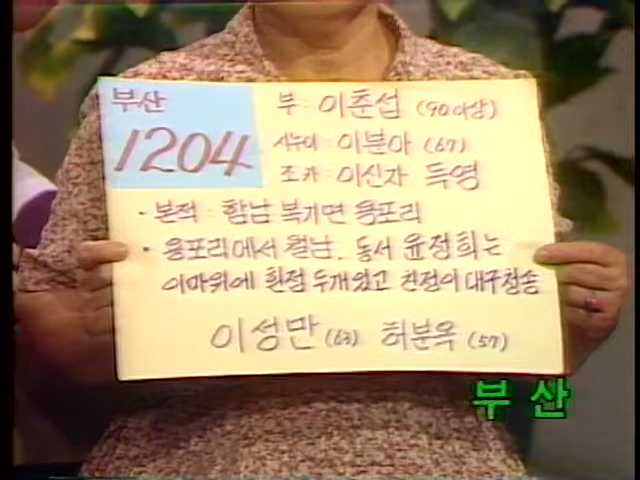 부산
1204
부: 이춘섭 (90이상)
시누이: 이분아 (67)
조카: 이신자 득영
· 본적: 함남 북기면 용포리
· 용포리에서 월남. 동서 윤정희는
이마위에 흰점 두개있고 친정이 대구청송
이성만 (63) 허분옥 (57)
부산